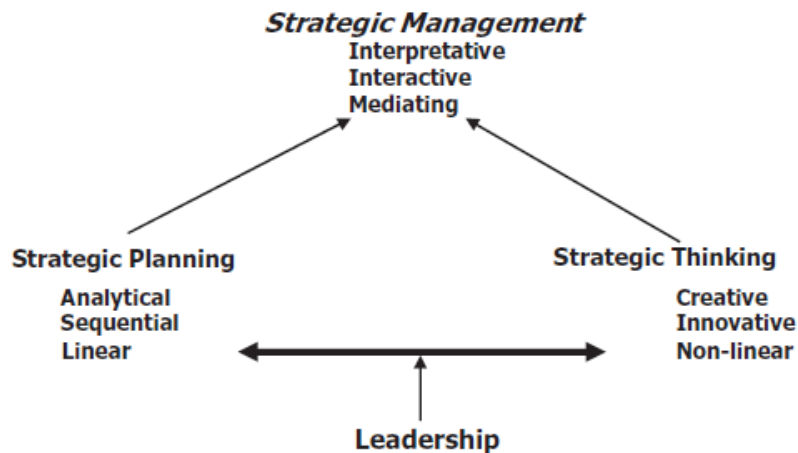 Strategic Management
Interpretative
Interactive
Mediating
Strategic Planning
Analytical
Sequential
Linear
Strategic Thinking
Creative
Innovative
Non-linear
Leadership